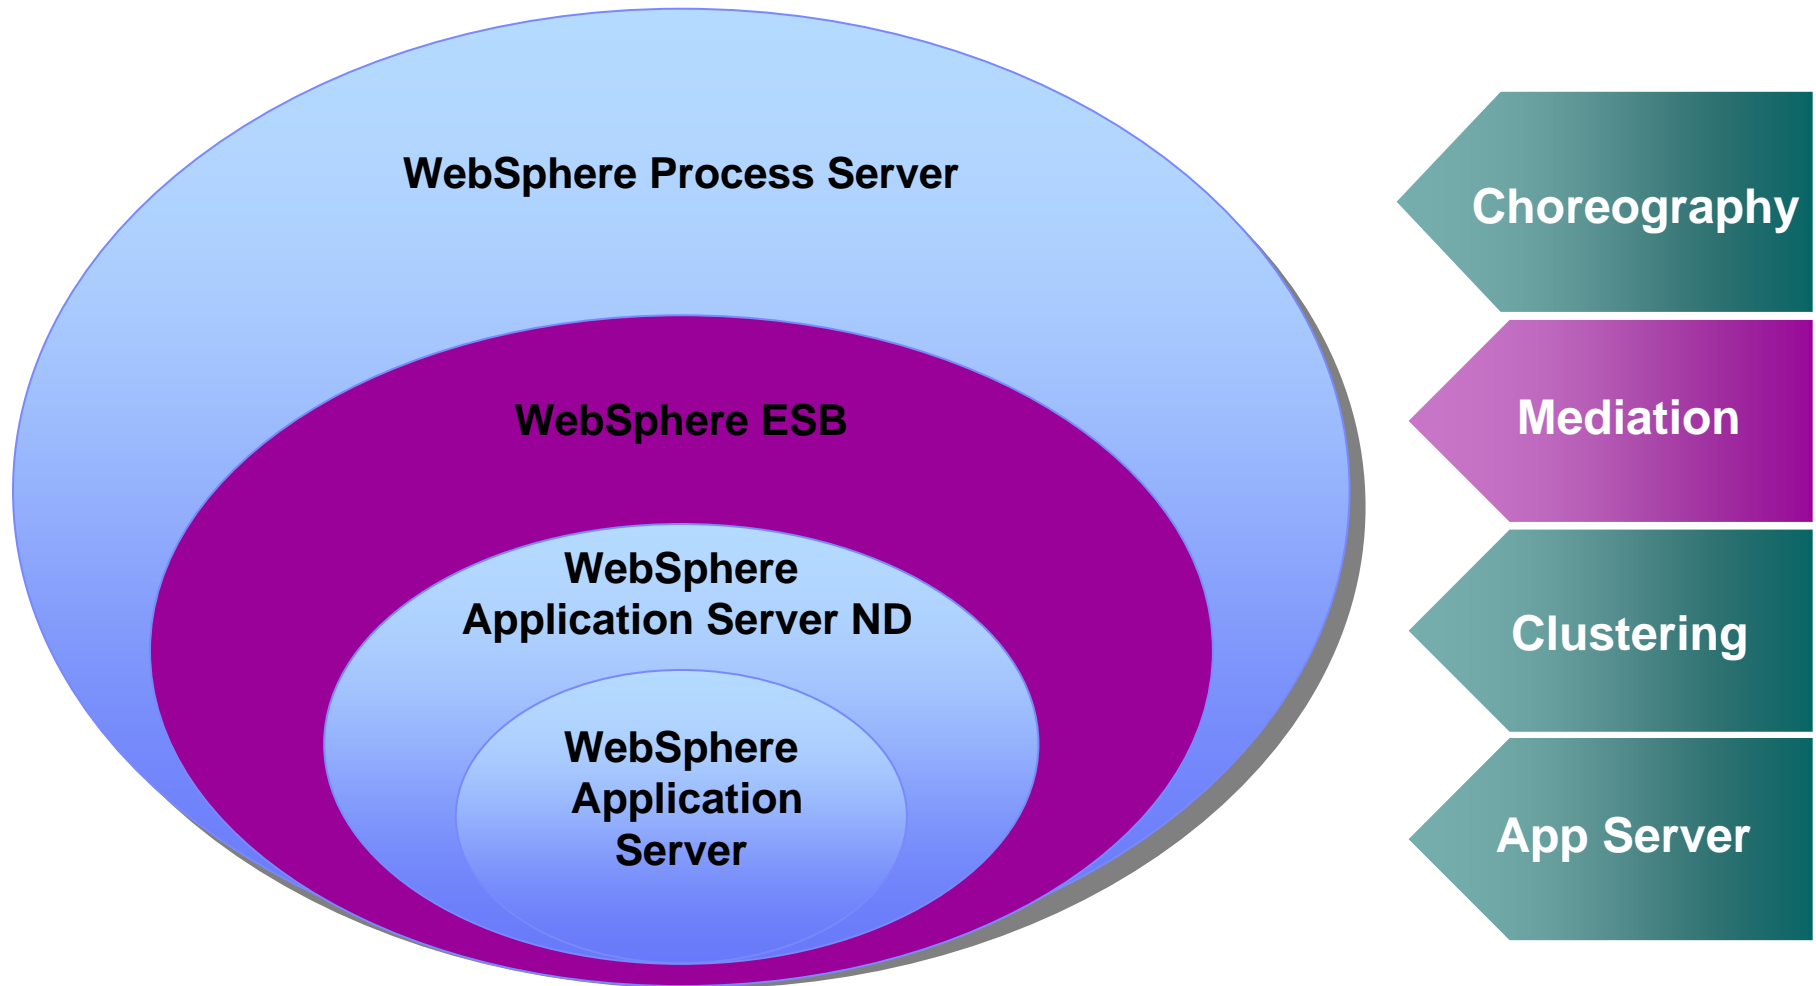 WebSphere Process Server
WebSphere ESB
WebSphere
Application Server ND
WebSphere
Application
Server
Choreography
Mediation
Clustering
App Server